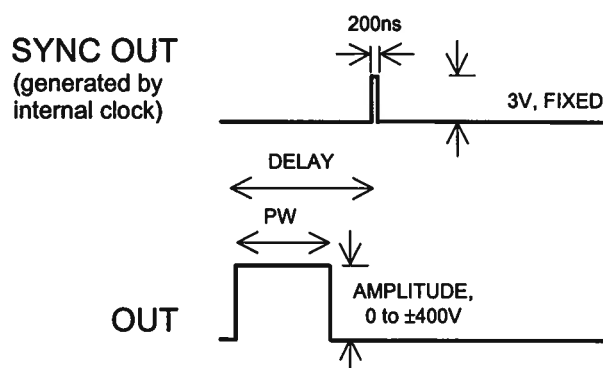 200ns
SYNC OUT
(generated by
internal clock)
3V, FIXED
DELAY
PW
AMPLITUDE,
0 to ±400V
OUT